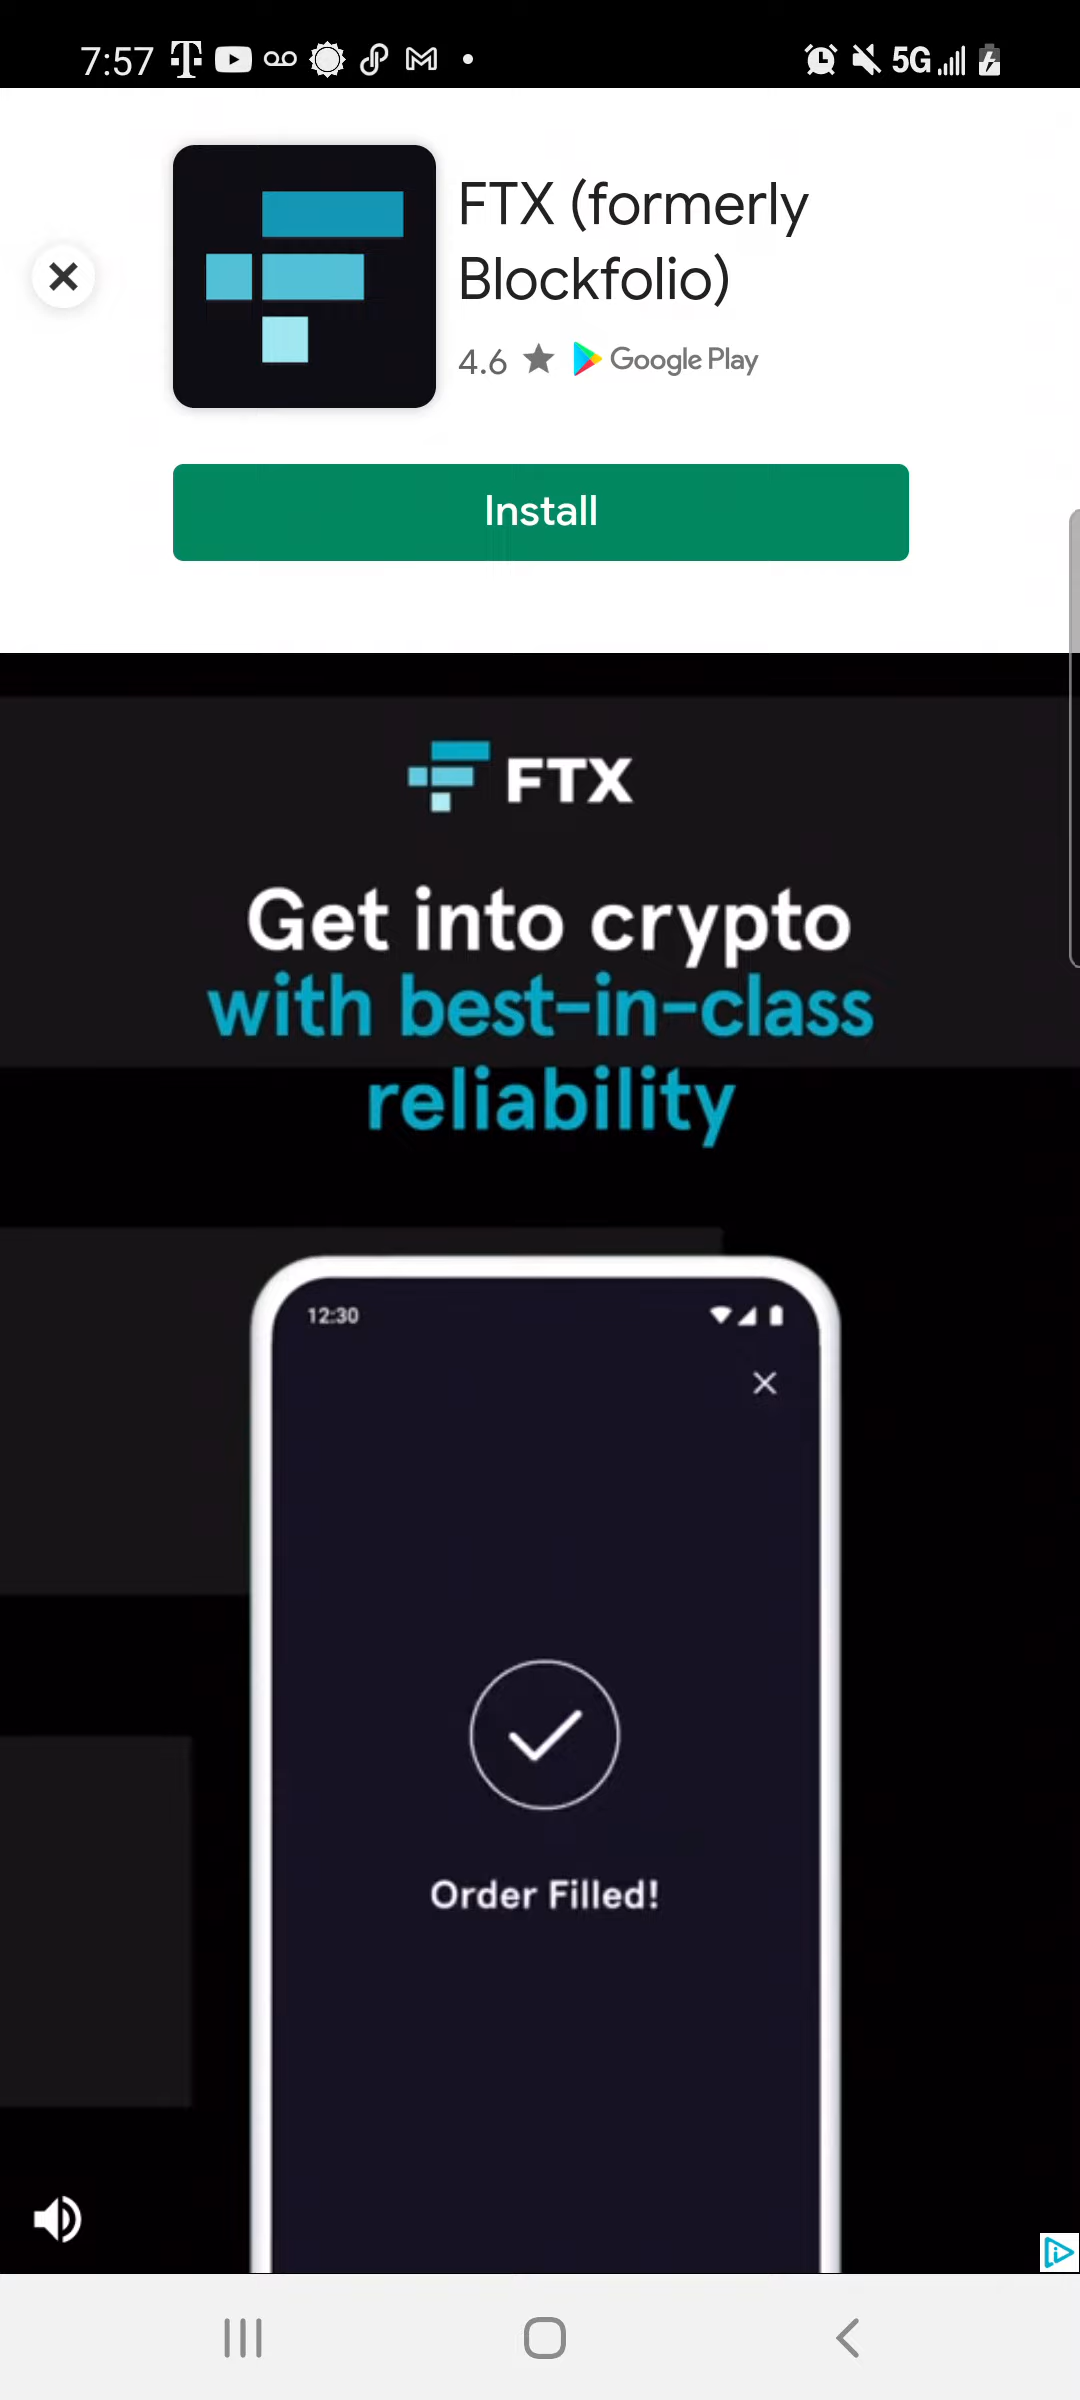 7:57
5G
FTX (formerly
Blockfolio)
4.6 ★ Google Play
Install
FTX
Get into crypto
with best-in-class
reliability
12:30
Order Filled!